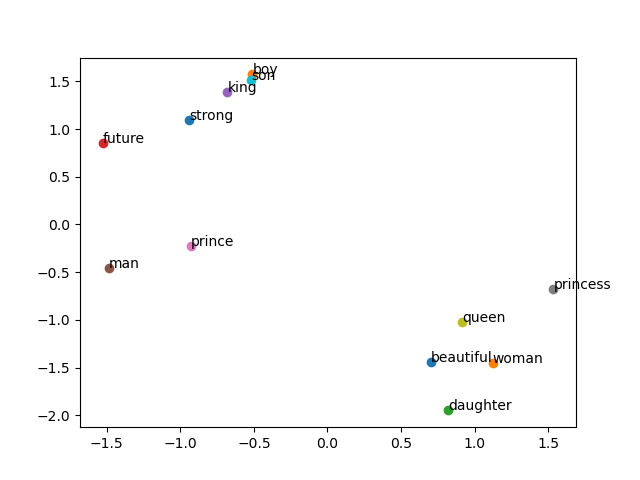 boy
son
king
strong
future
prince
man
princess
queen
beautiful
woman
daughter
1.5
1.0
0.5
0.0
−0.5
−1.0
−1.5
−2.0
−1.5 −1.0 −0.5 0.0 0.5 1.0 1.5